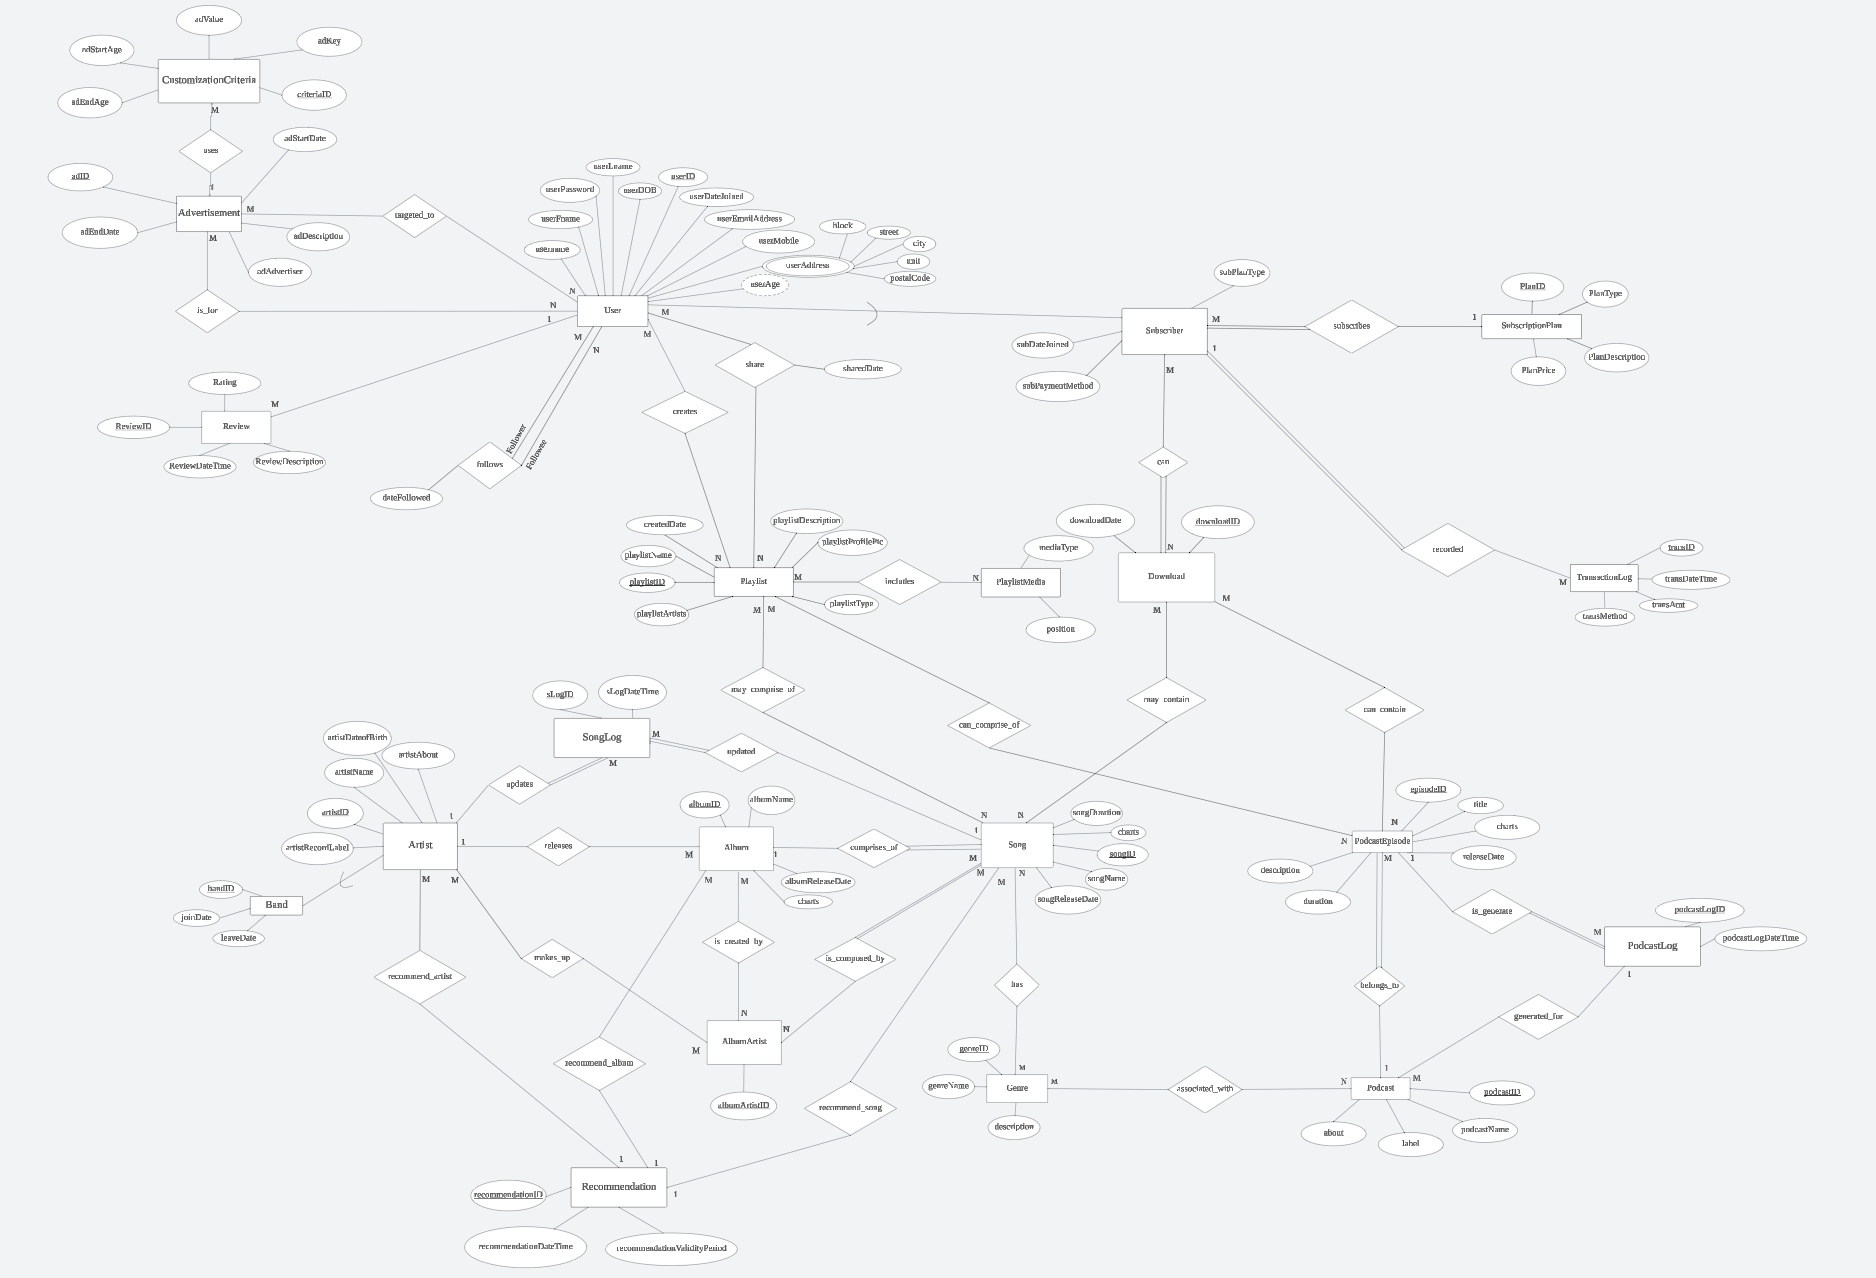 adValue
adKey
adStartAge
CustomizationCriteria
adEndAge
criteriaID
M
uses
adStartDate
1
adID
Advertisement
M
targeted_to
adEndDate
adDescription
M
adAdvertiser
is_for
userLname
userID
userPassword
userDOB
userDateJoined
userFname
userEmailAddress
username
userMobile
block
street
city
userAddress
unit
postalCode
userAge
N
N
1
User
M
M
M
N
subPlanType
Subscriber
M
1
M
subDateJoined
subPaymentMethod
subscribes
1
PlanID
PlanType
SubscriptionPlan
PlanDescription
PlanPrice
share
sharedDate
creates
Rating
M
ReviewID
Review
ReviewDateTime
ReviewDescription
Follower
Followee
follows
dateFollowed
can
recorded
createdDate
playlistDescription
playlistProfilePic
playlistName
N
N
playlistID
Playlist
M
includes
N
playlistArtists
playlistType
M
M
mediaType
PlaylistMedia
position
downloadDate
downloadID
N
Download
M
M
transID
TransactionLog
transDateTime
M
transAmt
transMethod
may_comprise_of
can_comprise_of
may_contain
can_contain
sLogID
sLogDateTime
SongLog
M
M
updated
updates
artistDateofBirth
artistAbout
artistName
artistID
artistRecordLabel
1
Artist
1
M
M
releases
bandID
Band
joinDate
leaveDate
albumID
albumName
M
Album
1
albumReleaseDate
charts
M
M
comprises_of
N
N
1
Song
M
M
M
N
songDuration
charts
songID
songName
songReleaseDate
episodeID
title
charts
N
N
PodcastEpisode
M
1
releaseDate
description
duration
is_generate
podcastLogID
M
PodcastLog
podcastLogDateTime
1
is_created_by
makes_up
is_composed_by
recommend_artist
has
belongs_to
generated_for
N
N
M
AlbumArtist
albumArtistID
recommend_album
recommend_song
genreID
M
genreName
Genre
M
description
associated_with
1
N
Podcast
M
podcastID
podcastName
about
label
1
1
1
Recommendation
recommendationID
recommendationDateTime
recommendationValidityPeriod